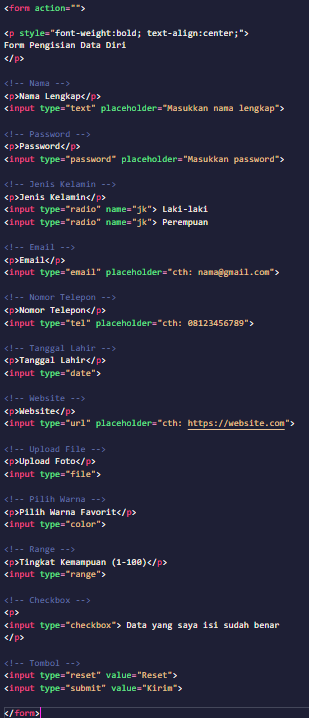 <form action="">
<p style="font-weight:bold; text-align:center;">
Form Pengisian Data Diri
</p>
<!-- Nama -->
<p>Nama Lengkap</p>
<input type="text" placeholder="Masukkan nama lengkap">
<!-- Password -->
<p>Password</p>
<input type="password" placeholder="Masukkan password">
<!-- Jenis Kelamin -->
<p>Jenis Kelamin</p>
<input type="radio" name="jk"> Laki-laki
<input type="radio" name="jk"> Perempuan
<!-- Email -->
<p>Email</p>
<input type="email" placeholder="cth: nama@gmail.com">
<!-- Nomor Telepon -->
<p>Nomor Telepon</p>
<input type="tel" placeholder="cth: 08123456789">
<!-- Tanggal Lahir -->
<p>Tanggal Lahir</p>
<input type="date">
<!-- Website -->
<p>Website</p>
<input type="url" placeholder="cth: https://website.com">
<!-- Upload File -->
<p>Upload Foto</p>
<input type="file">
<!-- Pilih Warna -->
<p>Pilih Warna Favorit</p>
<input type="color">
<!-- Range -->
<p>Tingkat Kemampuan (1-100)</p>
<input type="range">
<!-- Checkbox -->
<p>
<input type="checkbox"> Data yang saya isi sudah benar
</p>
<!-- Tombol -->
<input type="reset" value="Reset">
<input type="submit" value="Kirim">
</form>